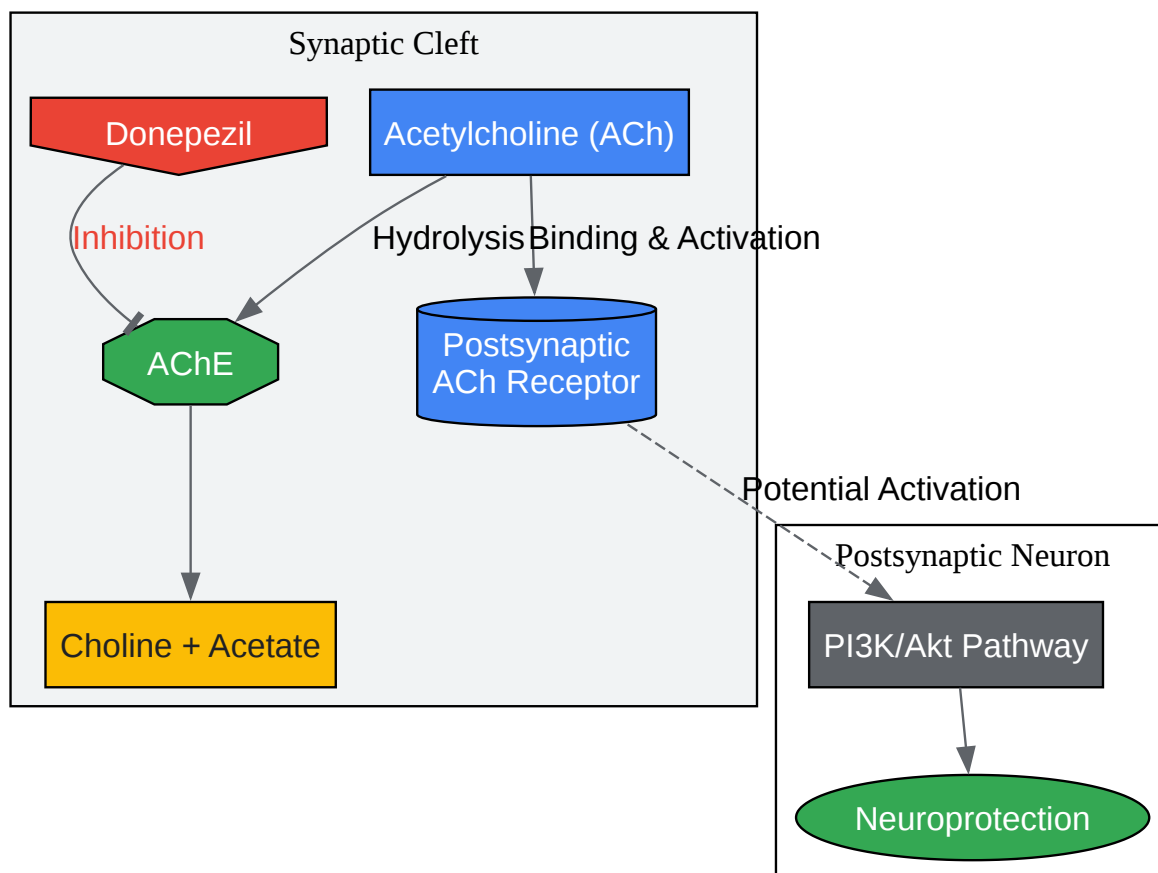 Synaptic Cleft
Donepezil
Acetylcholine (ACh)
Inhibition
Hydrolysis
Binding & Activation
AChE
Postsynaptic
ACh Receptor
Potential Activation
Postsynaptic Neuron
Choline + Acetate
PI3K/Akt Pathway
Neuroprotection